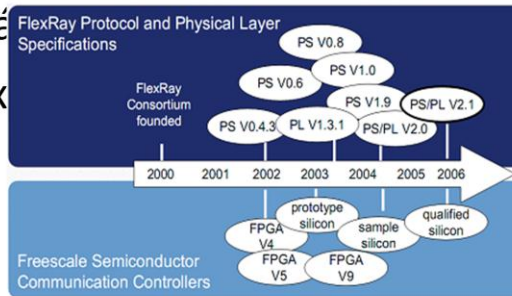 FlexRay Protocol and Physical Layer
Specifications
PS V0.8
PS V1.0
PS V0.6
FlexRay
Consortium
founded
PS V1.9
PS/PL V2.1
PS V0.4.3
PL V1.3.1
PS/PL V2.0
2000 2001 2002 2003 2004 2005 2006
prototype
silicon
qualified
silicon
sample
silicon
FPGA
V4
FPGA
V5
FPGA
V9
Freescale Semiconductor
Communication Controllers